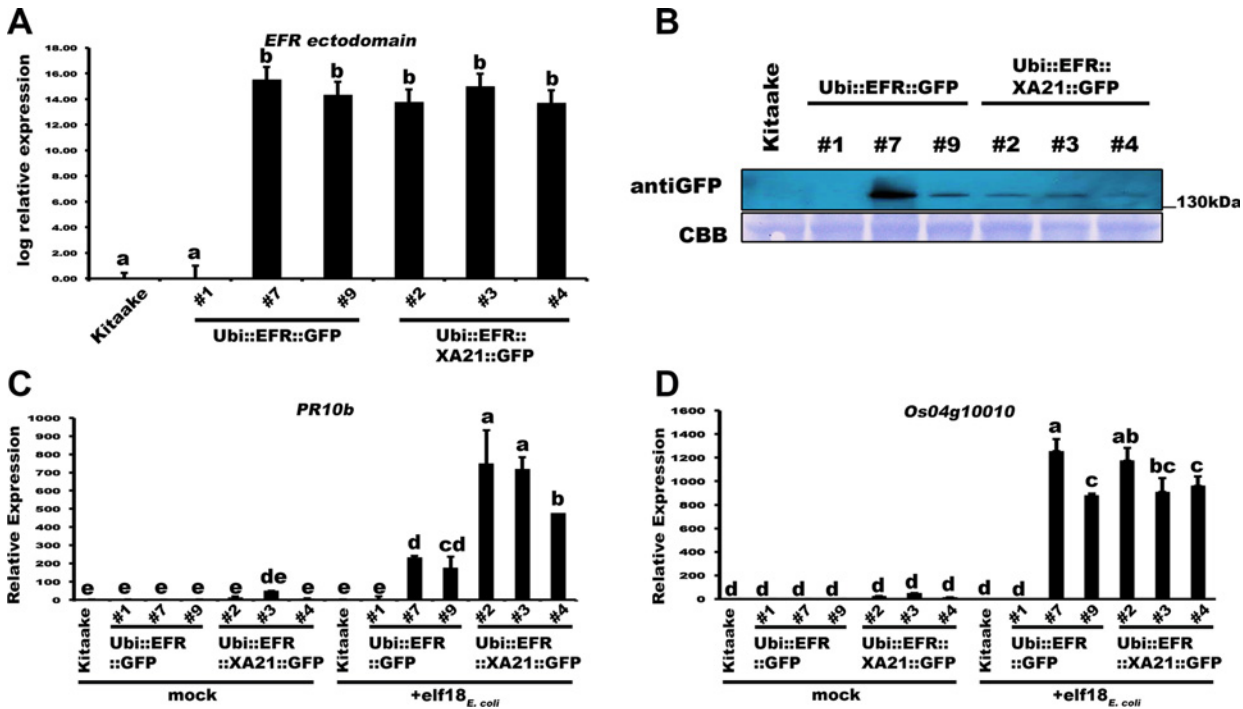 A
EFR ectodomain
log relative expression
18.00
16.00
14.00
12.00
10.00
8.00
6.00
4.00
2.00
0.00
a a b b b b b
Kitaake #1 #7 #9 #2 #3 #4
Ubi::EFR::GFP Ubi::EFR::
XA21::GFP
B
Kitaake
Ubi::EFR::GFP
Ubi::EFR::
XA21::GFP
#1 #7 #9 #2 #3 #4
antiGFP
130kDa
CBB
C
PR10b
Relative Expression
1000
900
800
700
600
500
400
300
200
100
0
e e e e e de e e e d cd a a b
Kitaake #1 #7 #9 #2 #3 #4 Kitaake #1 #7 #9 #2 #3 #4
Ubi::EFR
::GFP
Ubi::EFR
::XA21::GFP
Ubi::EFR
::GFP
Ubi::EFR
::XA21::GFP
mock +elf18E. coli
D
Os04g10010
Relative Expression
1600
1400
1200
1000
800
600
400
200
0
d d d d d d d d d a c ab bc c
Kitaake #1 #7 #9 #2 #3 #4 Kitaake #1 #7 #9 #2 #3 #4
Ubi::EFR
::GFP
Ubi::EFR::
XA21::GFP
Ubi::EFR
::GFP
Ubi::EFR
::XA21::GFP
mock +elf18E. coli